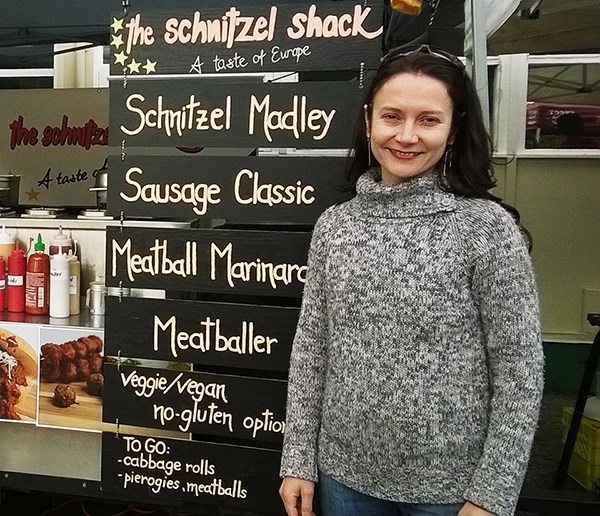 the schnitzel shack
A taste of Europe
Schnitzel Madley
Sausage Classic
Meatball Marinara
Meatballer
Veggie/vegan
no-gluten option
TO GO:
-cabbage rolls
-pierogies, meatballs
the schnitzel
A taste of